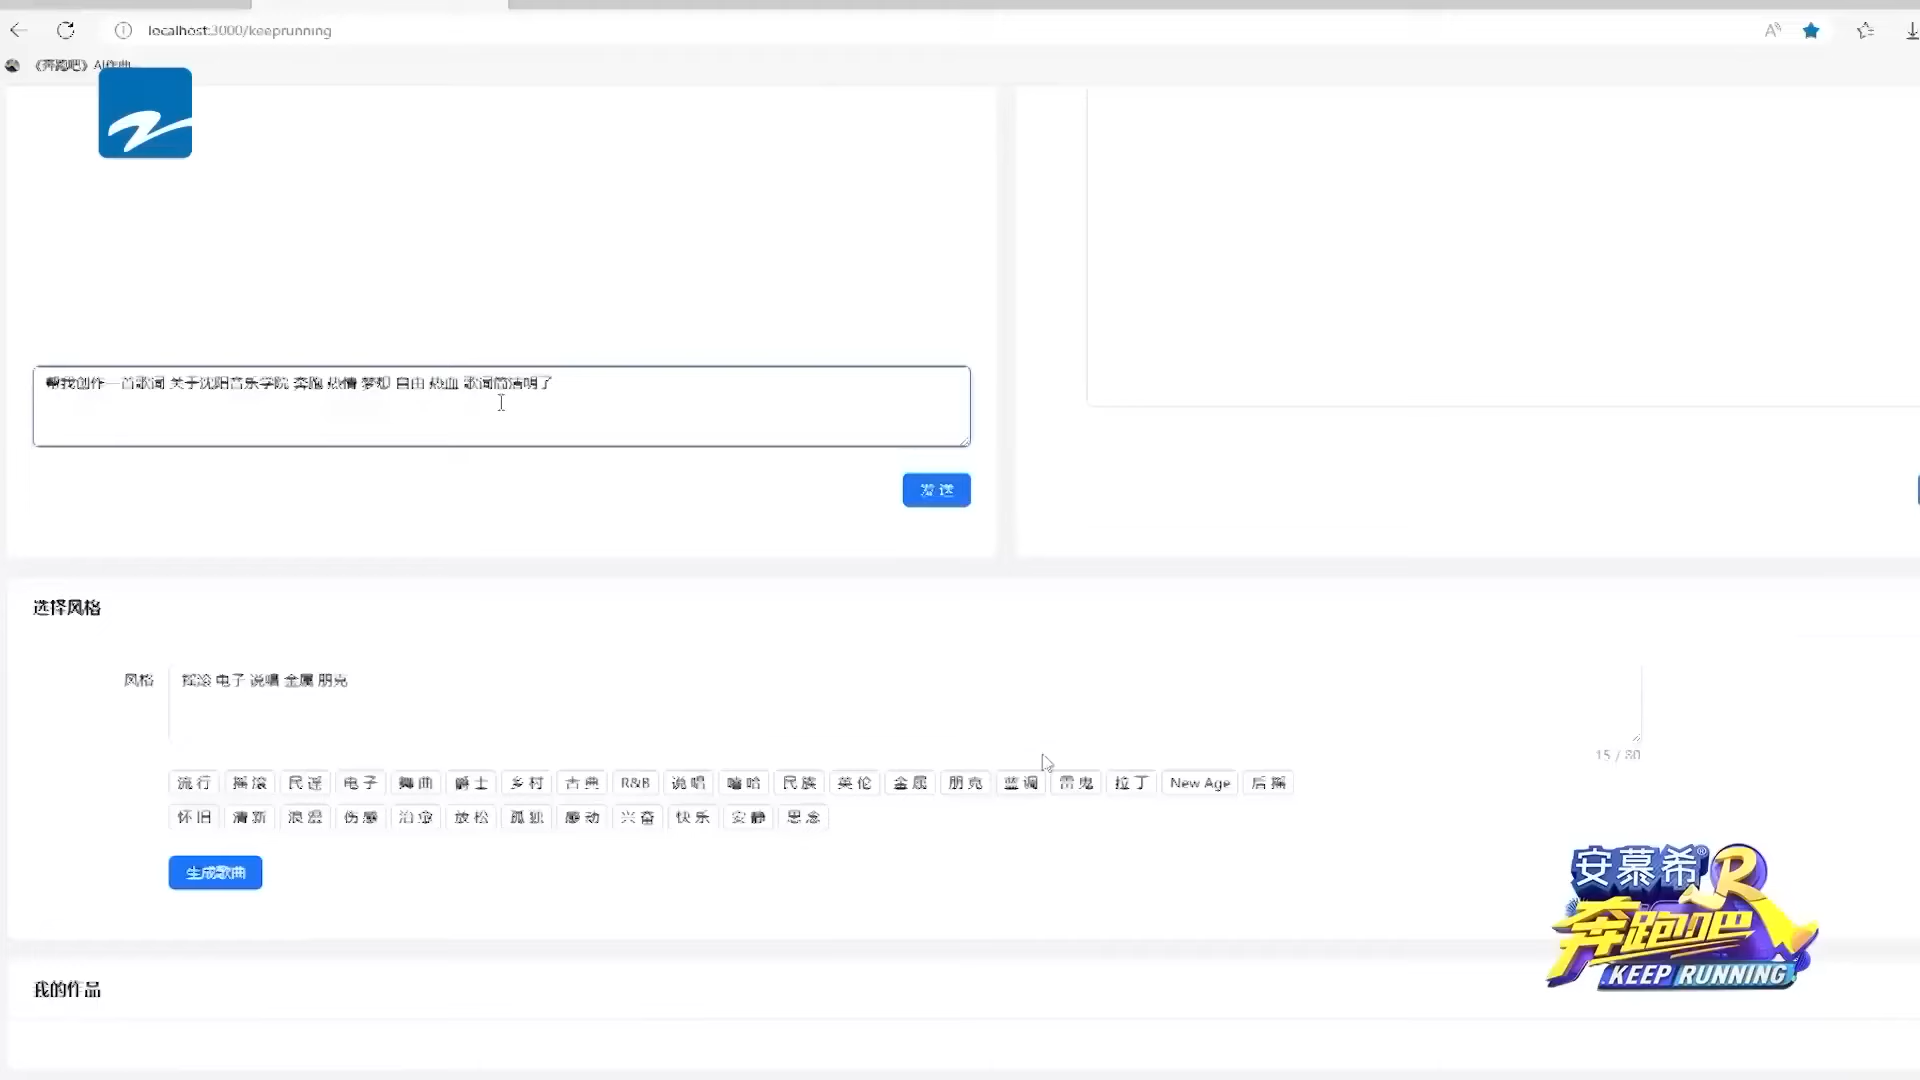 localhost:3000/keeprunning
《奔跑吧》AI作曲
帮我创作一首歌词 关于沈阳音乐学院 奔跑 热情 梦想 自由 热血 歌词简洁明了
发 送
选择风格
风格
摇滚 电子 说唱 金属 朋克
15 / 80
流行 摇滚 民谣 电子 舞曲 爵士 乡村 古典 R&B 说唱 嘻哈 民族 英伦 金属 朋克 蓝调 雷鬼 拉丁 New Age 后摇
怀旧 清新 浪漫 伤感 治愈 放松 孤独 感动 兴奋 快乐 安静 思念
生成歌曲
安慕希®
奔跑吧
KEEP RUNNING
我的作品